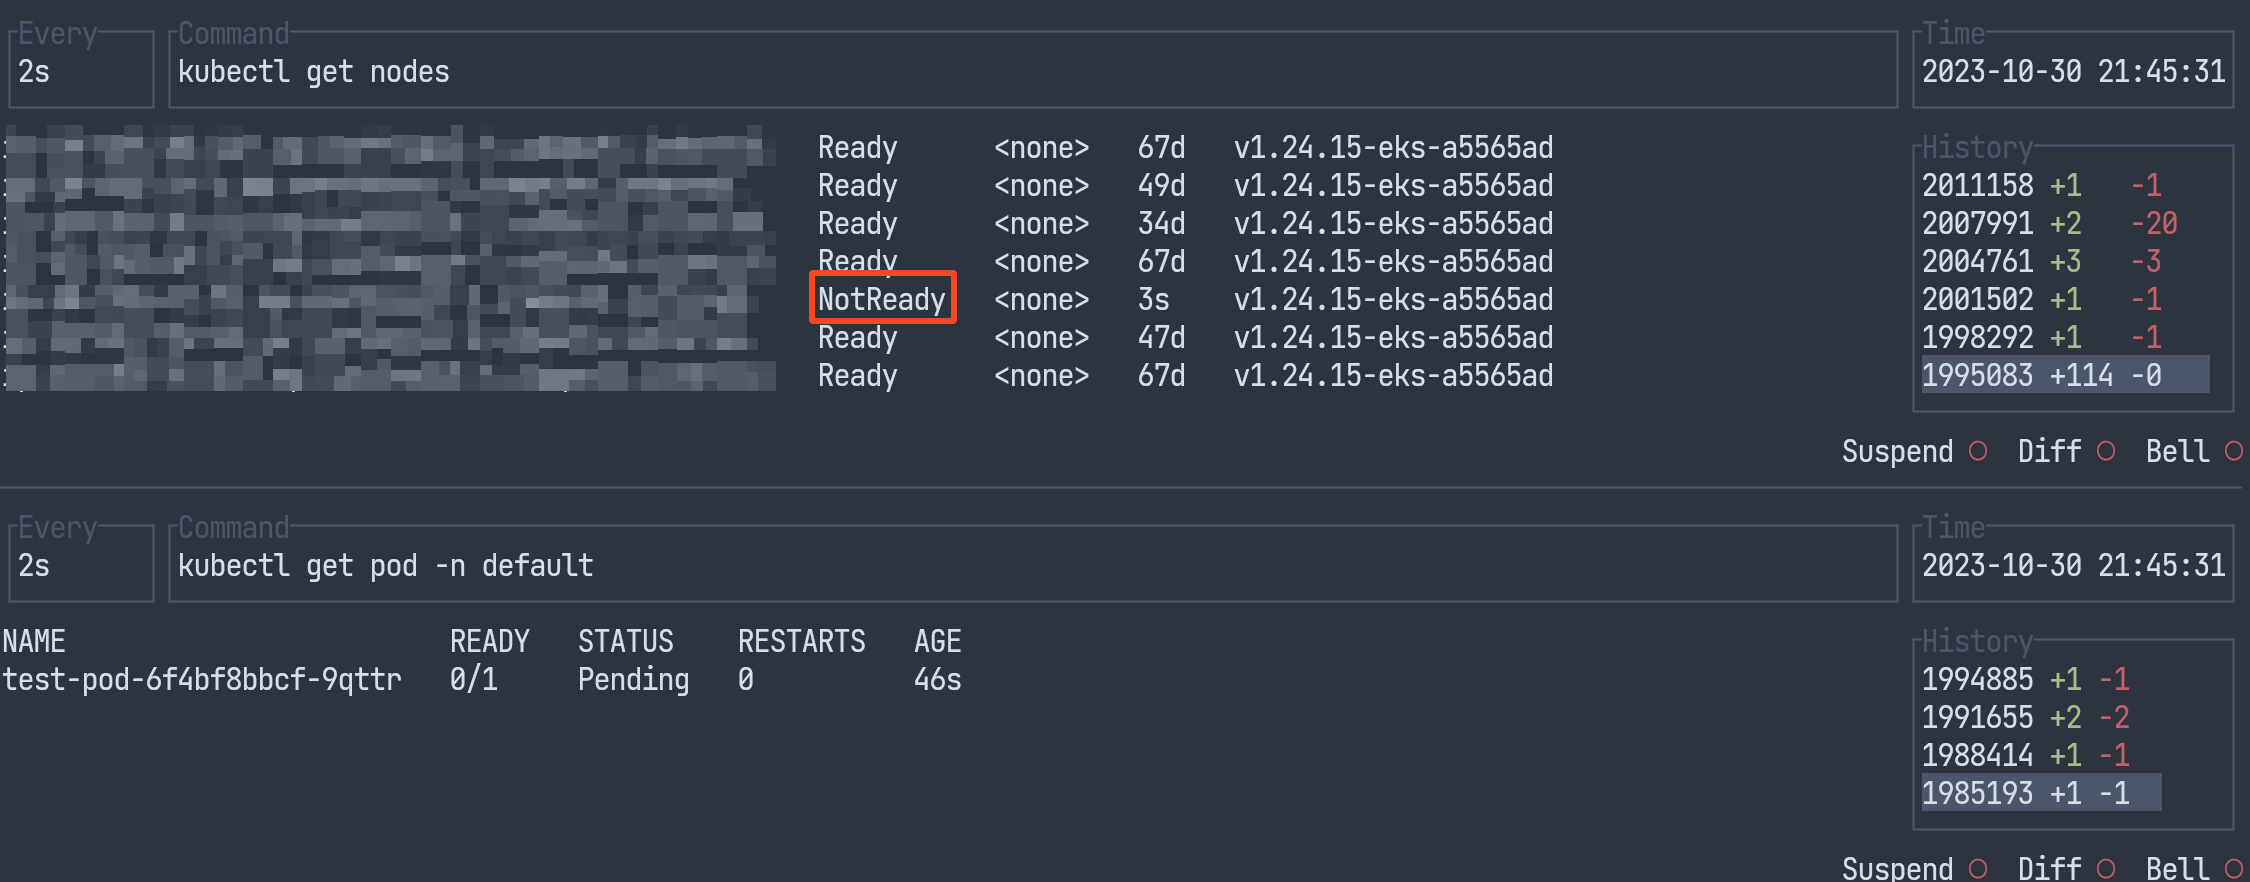 Every Command Time
2s kubectl get nodes 2023-10-30 21:45:31
Ready <none> 67d v1.24.15-eks-a5565ad History
Ready <none> 49d v1.24.15-eks-a5565ad 2011158 +1 -1
Ready <none> 34d v1.24.15-eks-a5565ad 2007991 +2 -20
Ready <none> 67d v1.24.15-eks-a5565ad 2004761 +3 -3
NotReady <none> 3s v1.24.15-eks-a5565ad 2001502 +1 -1
Ready <none> 47d v1.24.15-eks-a5565ad 1998292 +1 -1
Ready <none> 67d v1.24.15-eks-a5565ad 1995083 +114 -0
Suspend Diff Bell
Every Command Time
2s kubectl get pod -n default 2023-10-30 21:45:31
NAME READY STATUS RESTARTS AGE History
test-pod-6f4bf8bbcf-9qttr 0/1 Pending 0 46s 1994885 +1 -1
1991655 +2 -2
1988414 +1 -1
1985193 +1 -1
Suspend Diff Bell